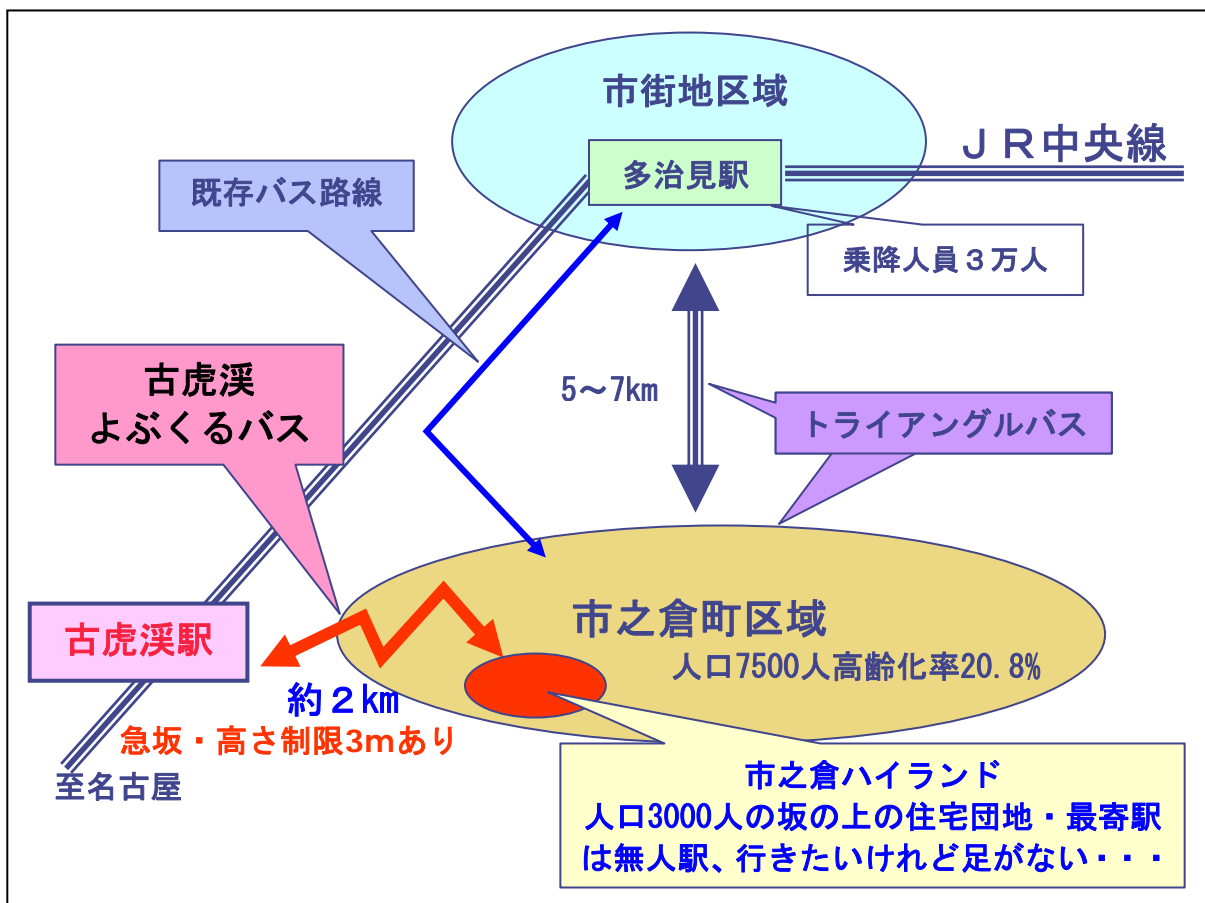 市街地区域
ＪＲ中央線
多治見駅
既存バス路線
乗降人員３万人
古虎渓
よぶくるバス
5～7km
トライアングルバス
市之倉町区域
古虎渓駅
人口7500人高齢化率20.8%
約２km
急坂・高さ制限3mあり
至名古屋
市之倉ハイランド
人口3000人の坂の上の住宅団地・最寄駅
は無人駅、行きたいけれど足がない・・・